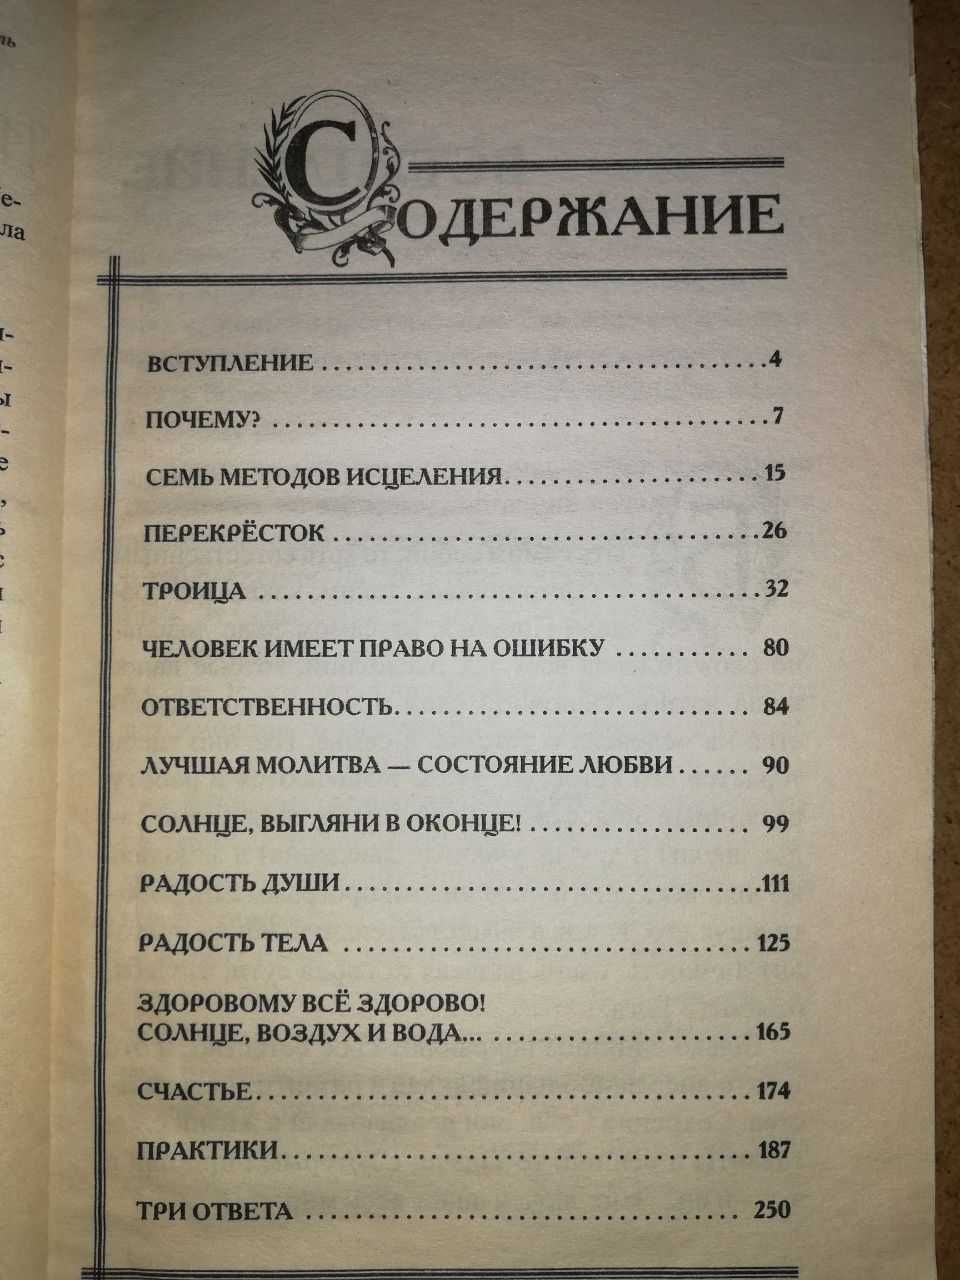 СОДЕРЖАНИЕ
ВСТУПЛЕНИЕ ......................................4
ПОЧЕМУ? ..........................................7
СЕМЬ МЕТОДОВ ИСЦЕЛЕНИЯ.....................15
ПЕРЕКРЁСТОК ....................................26
ТРОИЦА ..........................................32
ЧЕЛОВЕК ИМЕЕТ ПРАВО НА ОШИБКУ ........... 80
ОТВЕТСТВЕННОСТЬ.............................. 84
ЛУЧШАЯ МОЛИТВА — СОСТОЯНИЕ ЛЮБВИ ...... 90
СОЛНЦЕ, ВЫГЛЯНИ В ОКОНЦЕ! ................... 99
РАДОСТЬ ДУШИ...................................111
РАДОСТЬ ТЕЛА ..................................125
ЗДОРОВОМУ ВСЁ ЗДОРОВО!
СОЛНЦЕ, ВОЗДУХ И ВОДА... ......................165
СЧАСТЬЕ..........................................174
ПРАКТИКИ........................................187
ТРИ ОТВЕТА .................................... 250